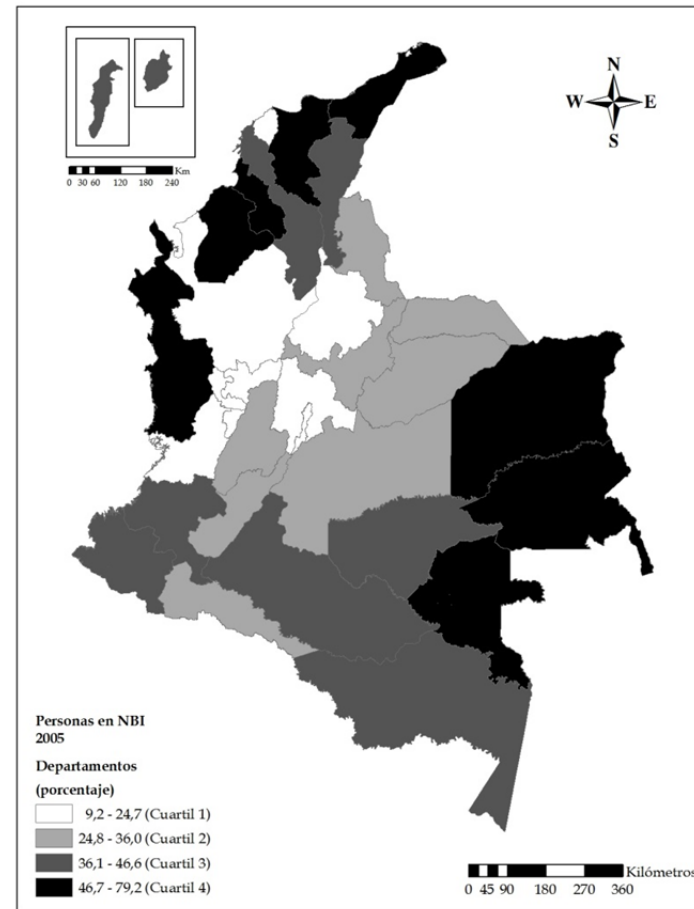 N
W E
S
Km
0 30 60 120 180 240
Personas en NBI
2005
Departamentos
(porcentaje)
9,2 - 24,7 (Cuartil 1)
24,8 - 36,0 (Cuartil 2)
36,1 - 46,6 (Cuartil 3)
46,7 - 79,2 (Cuartil 4)
Kilómetros
0 45 90 180 270 360